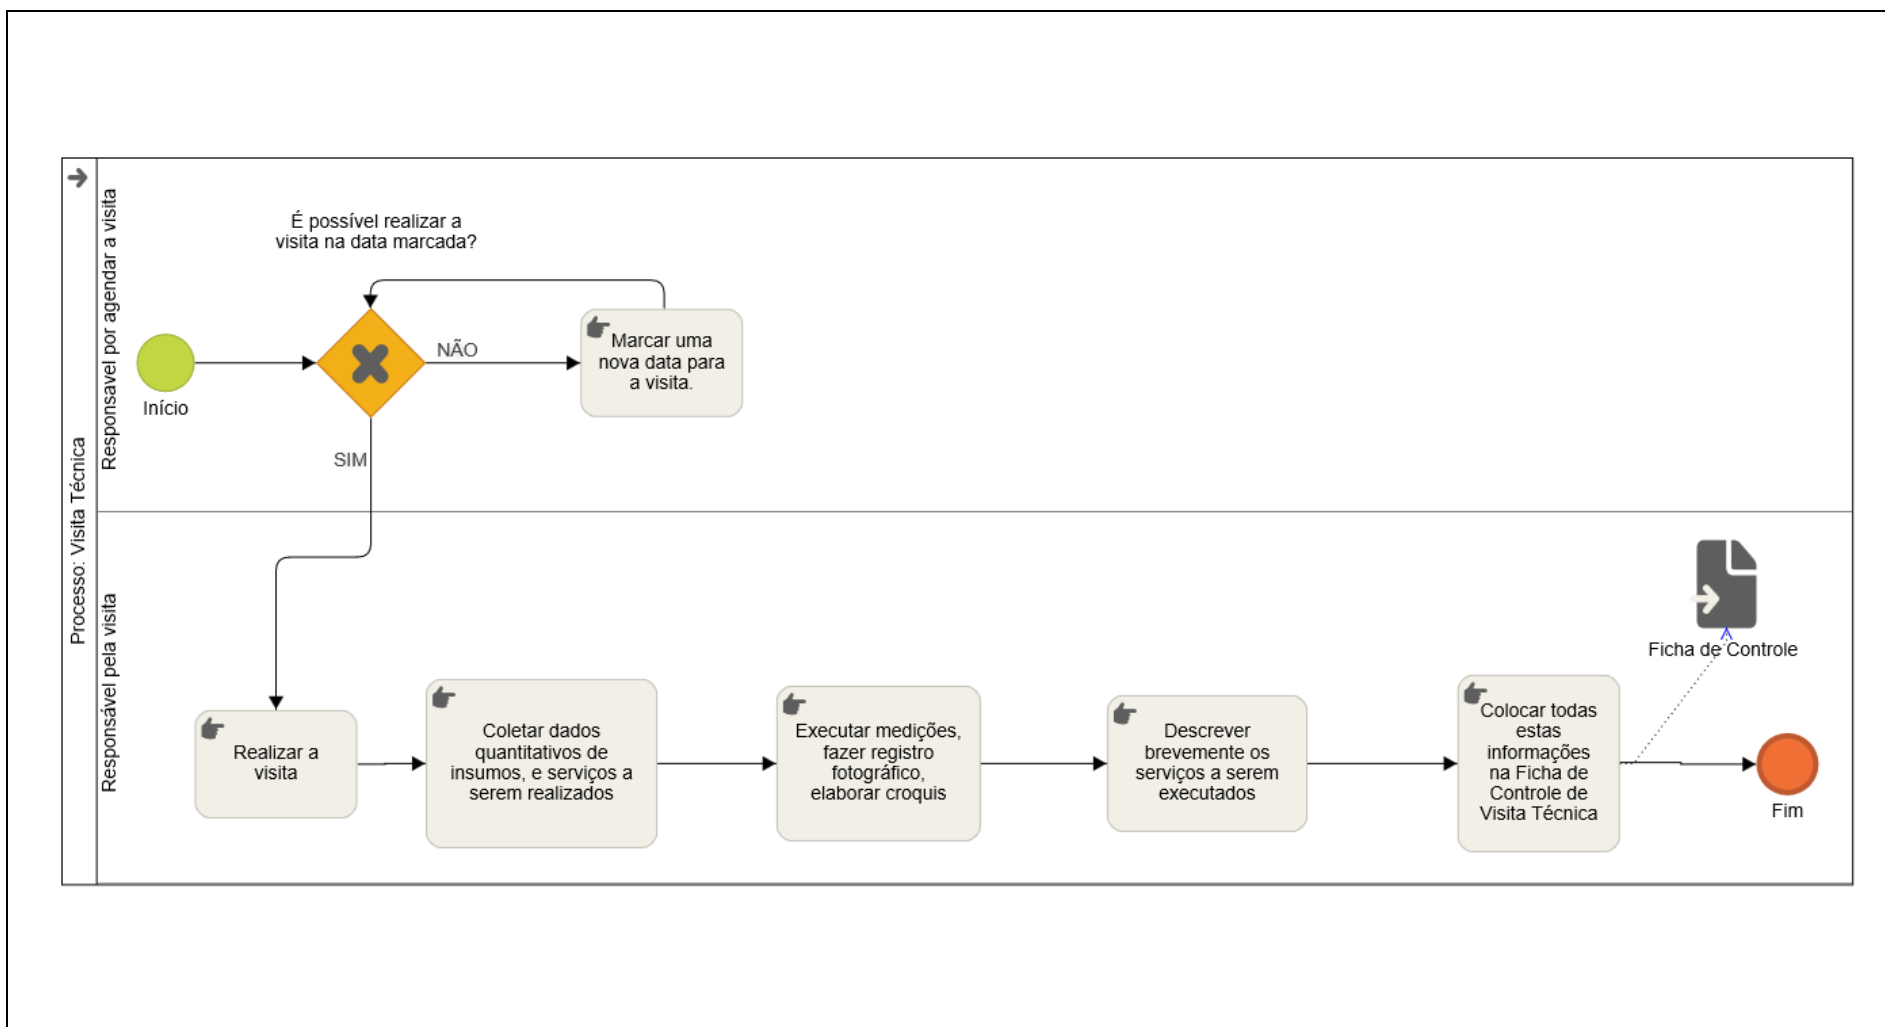 Processo: Visita Técnica
Responsavel por agendar a visita
É possível realizar a
visita na data marcada?
Início
NÃO
Marcar uma
nova data para
a visita.
SIM
Responsável pela visita
Realizar a
visita
Coletar dados
quantitativos de
insumos, e serviços a
serem realizados
Executar medições,
fazer registro
fotográfico,
elaborar croquis
Descrever
brevemente os
serviços a serem
executados
Colocar todas
estas
informações
na Ficha de
Controle de
Visita Técnica
Ficha de Controle
Fim